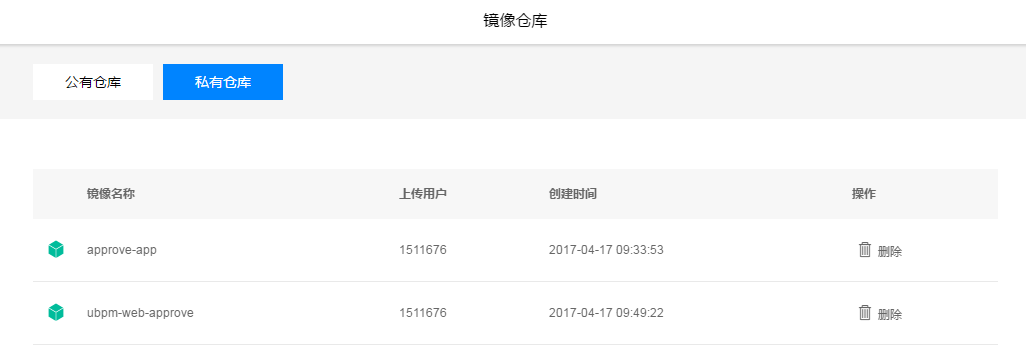 镜像仓库
公有仓库 私有仓库
镜像名称 上传用户 创建时间 操作
approve-app 1511676 2017-04-17 09:33:53 删除
ubpm-web-approve 1511676 2017-04-17 09:49:22 删除